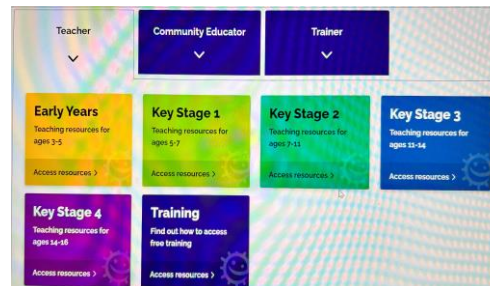 Teacher
Community Educator
Trainer
Early Years
Teaching resources for
ages 3-5
Access resources >
Key Stage 1
Teaching resources for
ages 5-7
Access resources >
Key Stage 2
Teaching resources for
ages 7-11
Access resources >
Key Stage 3
Teaching resources for
ages 11-14
Access resources >
Key Stage 4
Teaching resources for
ages 14-16
Access resources >
Training
Find out how to access
free training
Access resources >